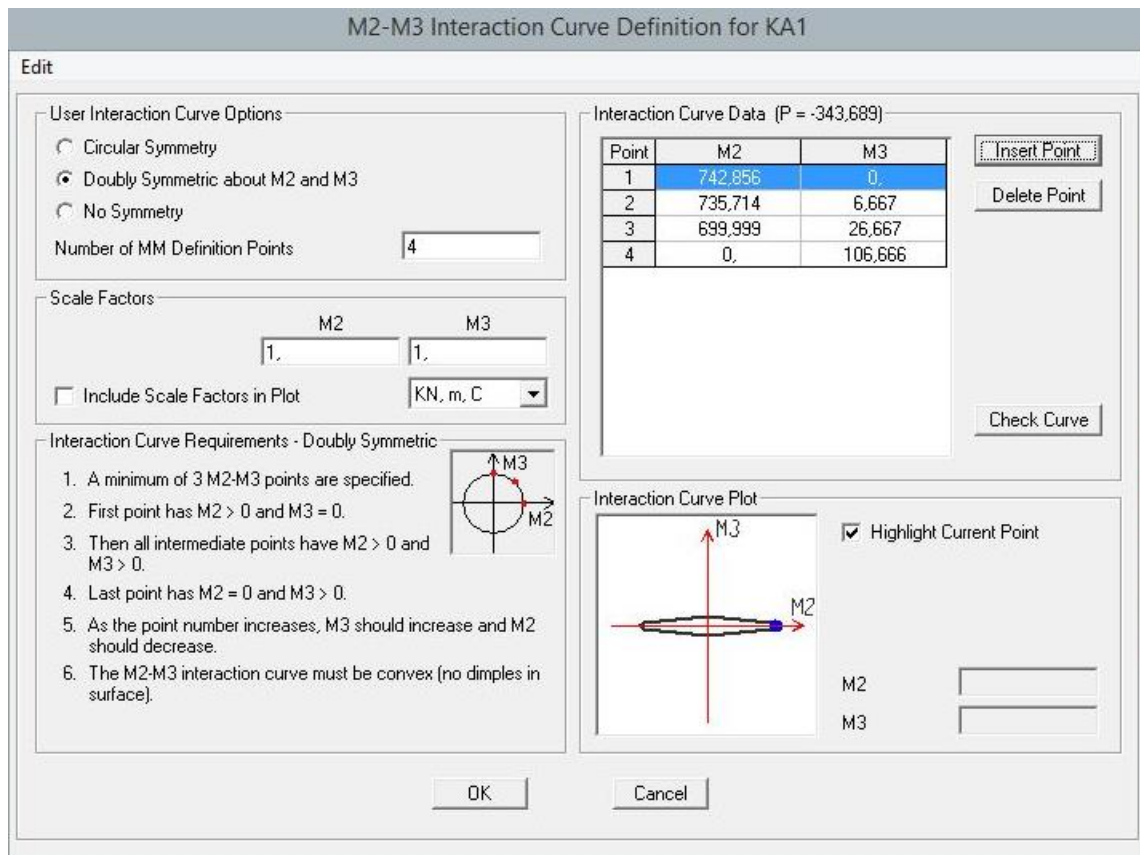 M2-M3 Interaction Curve Definition for KA1
Edit
User Interaction Curve Options
Circular Symmetry
Doubly Symmetric about M2 and M3
No Symmetry
Number of MM Definition Points 4
Scale Factors
M2 M3
1, 1,
Include Scale Factors in Plot KN, m, C
Interaction Curve Requirements - Doubly Symmetric
1. A minimum of 3 M2-M3 points are specified.
2. First point has M2 > 0 and M3 = 0.
3. Then all intermediate points have M2 > 0 and
M3 > 0.
4. Last point has M2 = 0 and M3 > 0.
5. As the point number increases, M3 should increase and M2
should decrease.
6. The M2-M3 interaction curve must be convex (no dimples in
surface).
M3
M2
Interaction Curve Data (P = -343,689)
Point M2 M3
1 742,856 0,
2 735,714 6,667
3 699,999 26,667
4 0, 106,666
Insert Point
Delete Point
Check Curve
Interaction Curve Plot
M3
M2
Highlight Current Point
M2
M3
OK
Cancel